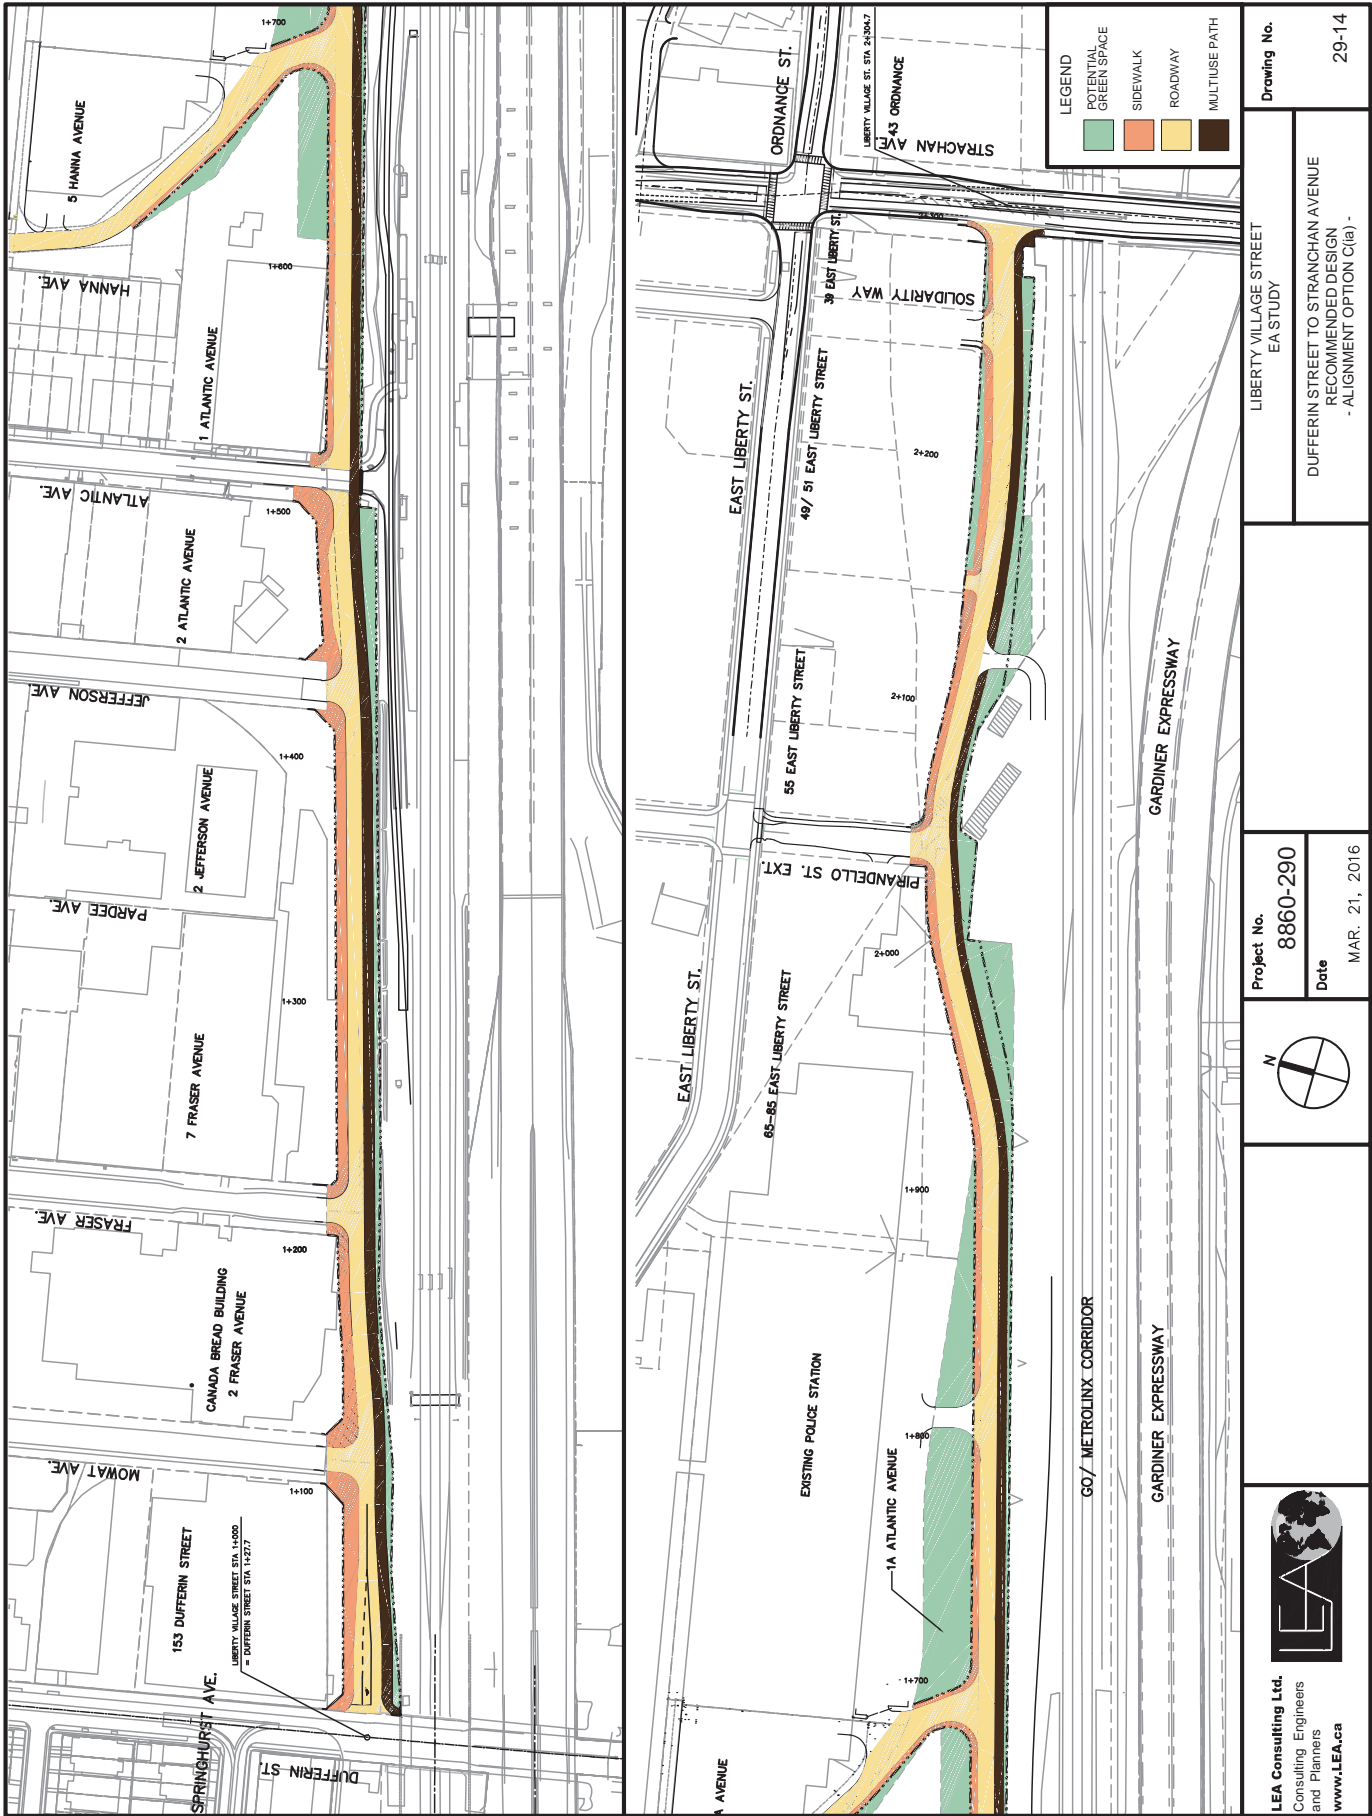 1+700
5 HANNA AVENUE
HANNA AVE.
1+600
1 ATLANTIC AVENUE
ATLANTIC AVE.
1+500
2 ATLANTIC AVENUE
JEFFERSON AVE.
1+400
2 JEFFERSON AVENUE
PARDEE AVE.
1+300
7 FRASER AVENUE
FRASER AVE.
1+200
CANADA BREAD BUILDING
2 FRASER AVENUE
MOWAT AVE.
1+100
153 DUFFERIN STREET
LIBERTY VILLAGE STREET STA 1+000
= DUFFERIN STREET STA 1+27.7
SPRINGHURST AVE.
DUFFERIN ST.
ORDNANCE ST.
LIBERTY VILLAGE ST. STA 2+304.7
43 ORDNANCE
STRACHAN AVE.
2+300
39 EAST LIBERTY ST.
SOLIDARITY WAY
EAST LIBERTY ST.
49/ 51 EAST LIBERTY STREET
2+200
55 EAST LIBERTY STREET
2+100
GARDINER EXPRESSWAY
PIRANDELLO ST. EXT.
2+000
EAST LIBERTY ST.
65-85 EAST LIBERTY STREET
1+900
EXISTING POLICE STATION
1+800
1A ATLANTIC AVENUE
GO/ METROLINX CORRIDOR
GARDINER EXPRESSWAY
1+700
A AVENUE
LEGEND
POTENTIAL
GREEN SPACE
SIDEWALK
ROADWAY
MULTIUSE PATH
LEA
LEA Consulting Ltd.
Consulting Engineers
and Planners
www.LEA.ca
N
Project No.
8860-290
Date
MAR. 21, 2016
LIBERTY VILLAGE STREET
EA STUDY
DUFFERIN STREET TO STRANCHAN AVENUE
RECOMMENDED DESIGN
- ALIGNMENT OPTION C(ia) -
Drawing No.
29-14